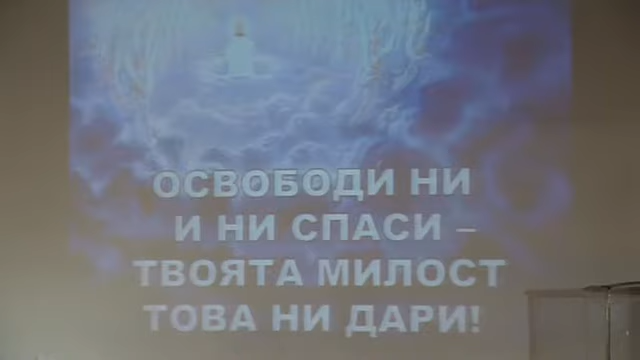 ОСВОБОДИ НИ
И НИ СПАСИ –
ТВОЯТА МИЛОСТ
ТОВА НИ ДАРИ!